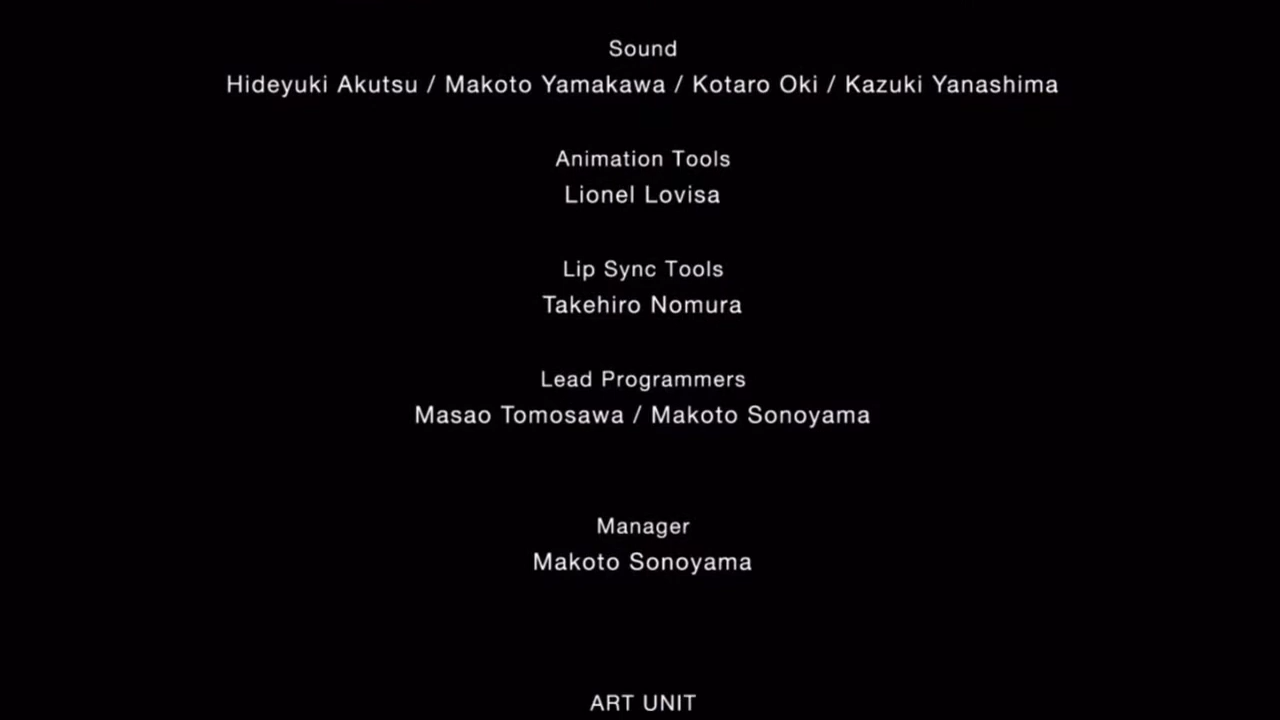 Sound
Hideyuki Akutsu / Makoto Yamakawa / Kotaro Oki / Kazuki Yanashima
Animation Tools
Lionel Lovisa
Lip Sync Tools
Takehiro Nomura
Lead Programmers
Masao Tomosawa / Makoto Sonoyama
Manager
Makoto Sonoyama
ART UNIT